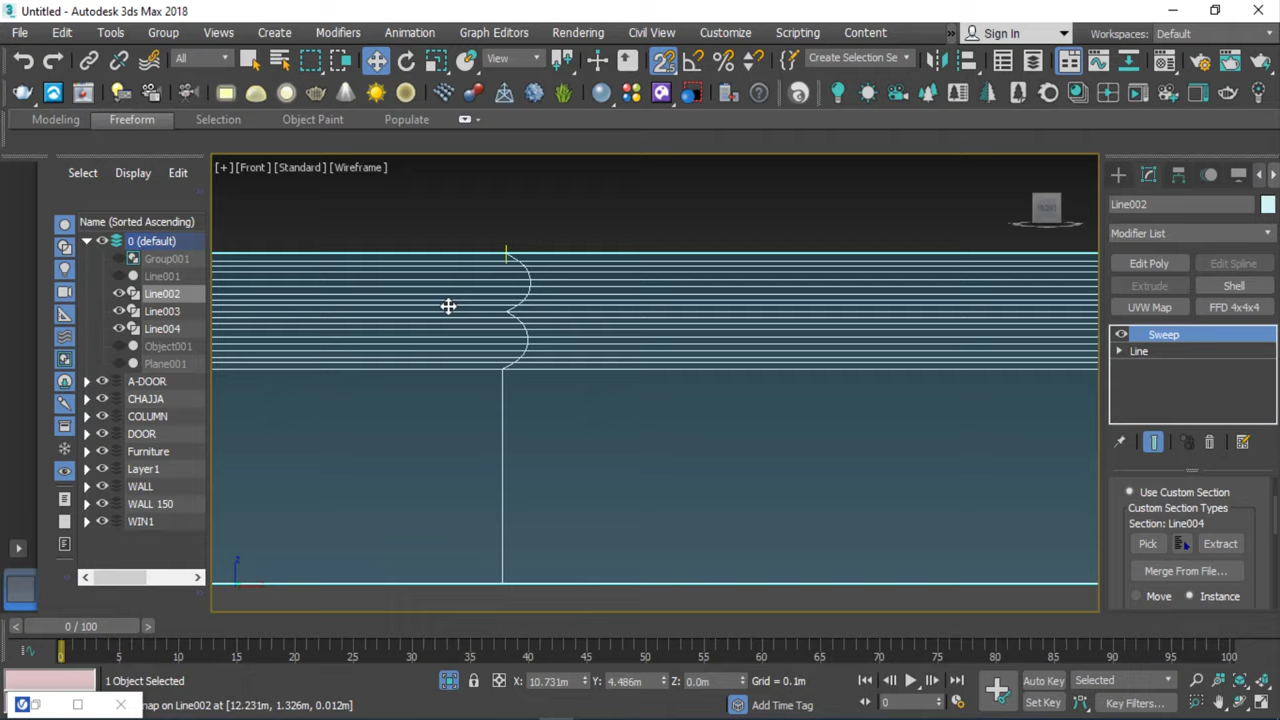 Untitled - Autodesk 3ds Max 2018
File Edit Tools Group Views Create Modifiers Animation Graph Editors Rendering Civil View Customize Scripting Content » Sign In Workspaces: Default
All View Create Selection Se
Modeling Freeform Selection Object Paint Populate
[+] [Front ] [Standard ] [Wireframe ]
FRONT
Select Display Edit
Name (Sorted Ascending)
0 (default)
Group001
Line001
Line002
Line003
Line004
Object001
Plane001
A-DOOR
CHAJJA
COLUMN
DOOR
Furniture
Layer1
WALL
WALL 150
WIN1
z
Line002
Modifier List
Edit Poly Edit Spline
Extrude Shell
UVW Map FFD 4x4x4
Sweep
Line
Use Custom Section
Custom Section Types
Section: Line004
Pick Extract
Merge From File...
Move Instance
< 0 / 100 >
0 5 10 15 20 25 30 35 40 45 50 55 60 65 70 75 80 85 90 95 100
1 Object Selected X: 10.731m Y: 4.486m Z: 0.0m Grid = 0.1m Auto Key Selected
nap on Line002 at [12.231m, 1.326m, 0.012m] Add Time Tag 0 Set Key Key Filters...